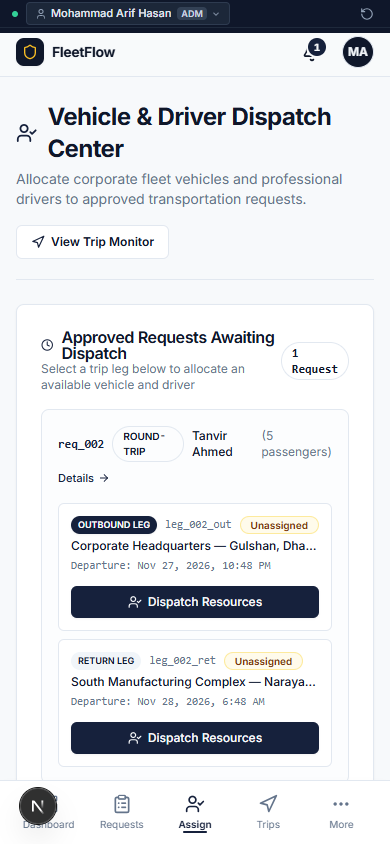 Mohammad Arif Hasan ADM
FleetFlow
1
MA
Vehicle & Driver Dispatch
Center
Allocate corporate fleet vehicles and professional
drivers to approved transportation requests.
View Trip Monitor
Approved Requests Awaiting
Dispatch
1
Request
Select a trip leg below to allocate an
available vehicle and driver
req_002
ROUND-
TRIP
Tanvir
Ahmed
(5
passengers)
Details →
OUTBOUND LEG leg_002_out Unassigned
Corporate Headquarters — Gulshan, Dha...
Departure: Nov 27, 2026, 10:48 PM
Dispatch Resources
RETURN LEG leg_002_ret Unassigned
South Manufacturing Complex — Naraya...
Departure: Nov 28, 2026, 6:48 AM
Dispatch Resources
N
Dashboard Requests Assign Trips More